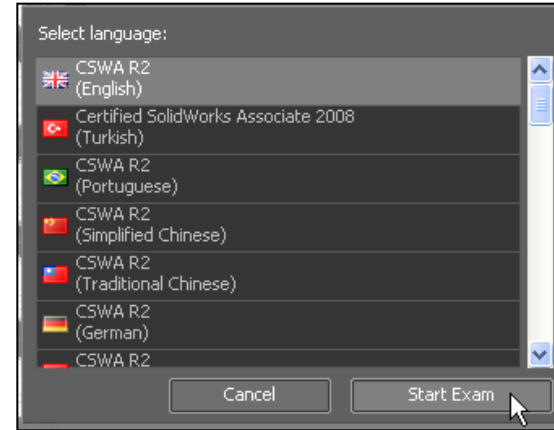 Select language:
CSWA R2
(English)
Certified SolidWorks Associate 2008
(Turkish)
CSWA R2
(Portuguese)
CSWA R2
(Simplified Chinese)
CSWA R2
(Traditional Chinese)
CSWA R2
(German)
CSWA R2
Cancel
Start Exam